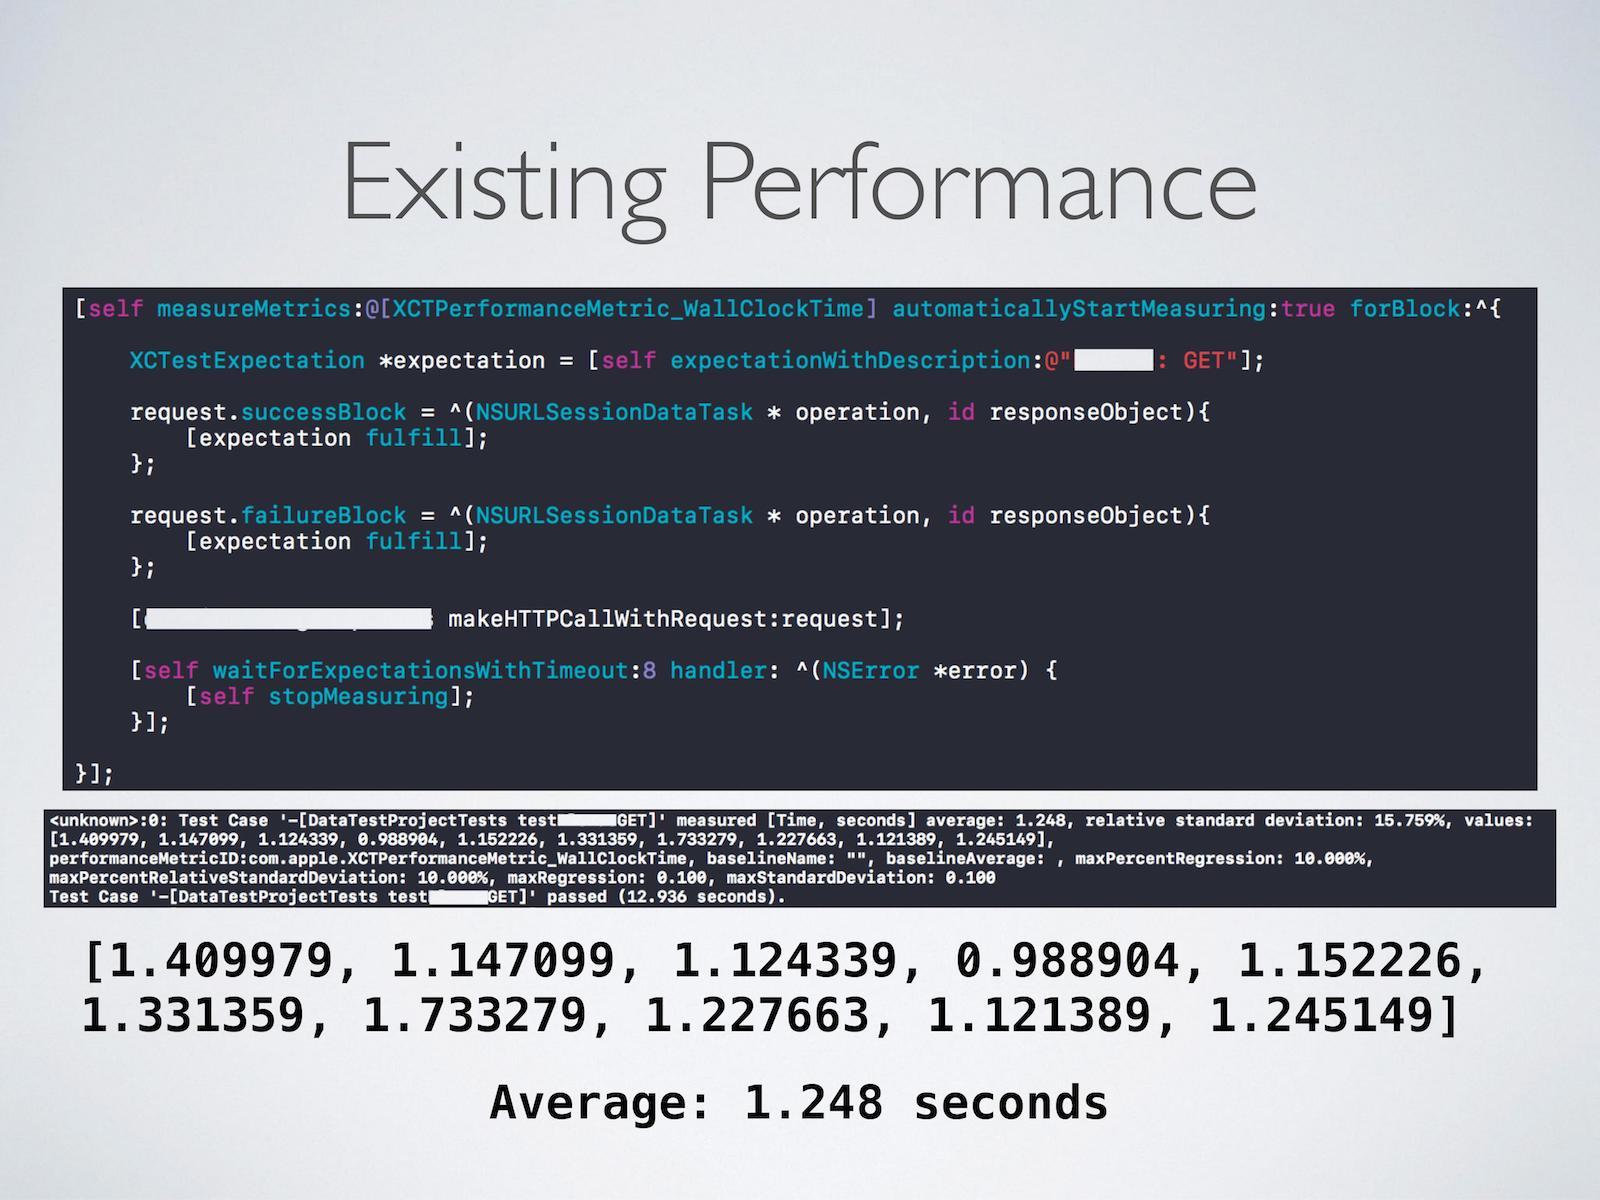 Existing Performance
[self measureMetrics:@[XCTPerformanceMetric_WallClockTime] automaticallyStartMeasuring:true forBlock:^{
XCTestExpectation *expectation = [self expectationWithDescription:@" : GET"];
request.successBlock = ^(NSURLSessionDataTask * operation, id responseObject){
[expectation fulfill];
};
request.failureBlock = ^(NSURLSessionDataTask * operation, id responseObject){
[expectation fulfill];
};
[ makeHTTPCallWithRequest:request];
[self waitForExpectationsWithTimeout:8 handler: ^(NSError *error) {
[self stopMeasuring];
}];
}];
<unknown>:0: Test Case '-[DataTestProjectTests test GET]' measured [Time, seconds] average: 1.248, relative standard deviation: 15.759%, values:
[1.409979, 1.147099, 1.124339, 0.988904, 1.152226, 1.331359, 1.733279, 1.227663, 1.121389, 1.245149],
performanceMetricID:com.apple.XCTPerformanceMetric_WallClockTime, baselineName: "", baselineAverage: , maxPercentRegression: 10.000%,
maxPercentRelativeStandardDeviation: 10.000%, maxRegression: 0.100, maxStandardDeviation: 0.100
Test Case '-[DataTestProjectTests test GET]' passed (12.936 seconds).
[1.409979, 1.147099, 1.124339, 0.988904, 1.152226,
1.331359, 1.733279, 1.227663, 1.121389, 1.245149]
Average: 1.248 seconds